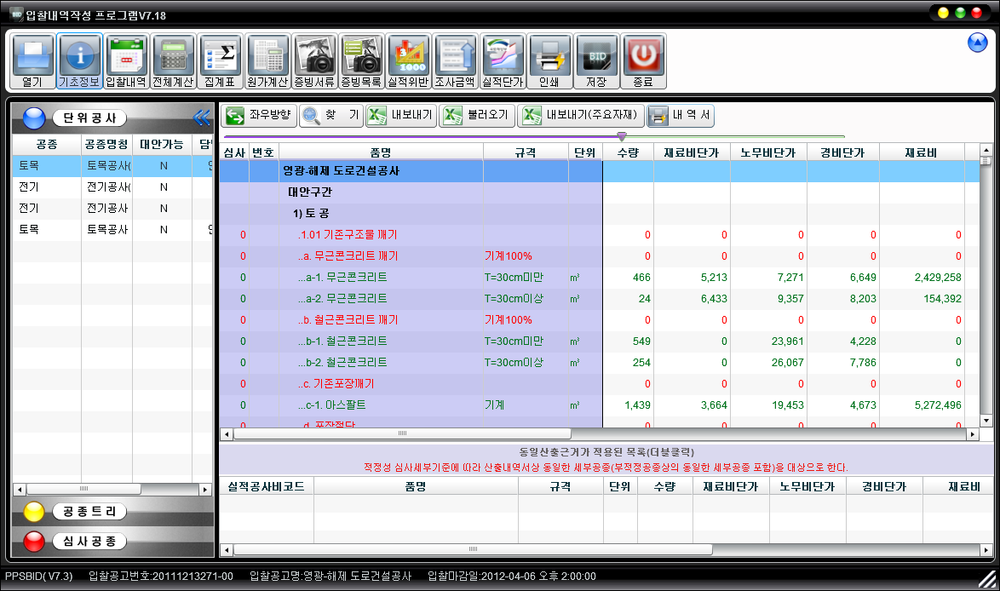 BID 입찰내역작성 프로그램V7.18
열기 기초정보 입찰내역 전체계산 집계표 원가계산 증빙서류 증빙목록 실적위반 조사금액 실적단가 인쇄 저장 종료
단위공사
좌우방향 찾 기 내보내기 불러오기 내보내기(주요자재) 내 역 서
공종 공종명칭 대안가능
토목 토목공사( N
전기 전기공사( N
전기 전기공사 N
토목 토목공사 N
심사 번호 품명 규격 단위 수량 재료비단가 노무비단가 경비단가 재료비
영광-해제 도로건설공사
대안구간
1) 토 공
0 .1.01 기존구조물 깨기 0 0 0 0 0
0 ..a. 무근콘크리트 깨기 기계100% 0 0 0 0 0
0 ...a-1. 무근콘크리트 T=30cm미만 m³ 466 5,213 7,271 6,649 2,429,258
0 ...a-2. 무근콘크리트 T=30cm이상 m³ 24 6,433 9,357 8,203 154,392
0 ..b. 철근콘크리트 깨기 기계100% 0 0 0 0 0
0 ...b-1. 철근콘크리트 T=30cm미만 m³ 549 0 23,961 4,228 0
0 ...b-2. 철근콘크리트 T=30cm이상 m³ 254 0 26,067 7,786 0
0 ..c. 기존포장깨기 0 0 0 0 0
0 ...c-1. 아스팔트 기계 m³ 1,439 3,664 19,453 4,673 5,272,496
0 ..d. 포장절단 0 0 0 0 0
동일산출근거가 적용된 목록(더블클릭)
적정성 심사세부기준에 따라 산출내역서상 동일한 세부공종(부적정공종상의 동일한 세부공종 포함)을 대상으로 한다.
실적공사비코드 품명 규격 단위 수량 재료비단가 노무비단가 경비단가 재료비
공종트리
심사공종
PPSBID( V7.3) 입찰공고번호:20111213271-00 입찰공고명:영광-해제 도로건설공사 입찰마감일:2012-04-06 오후 2:00:00